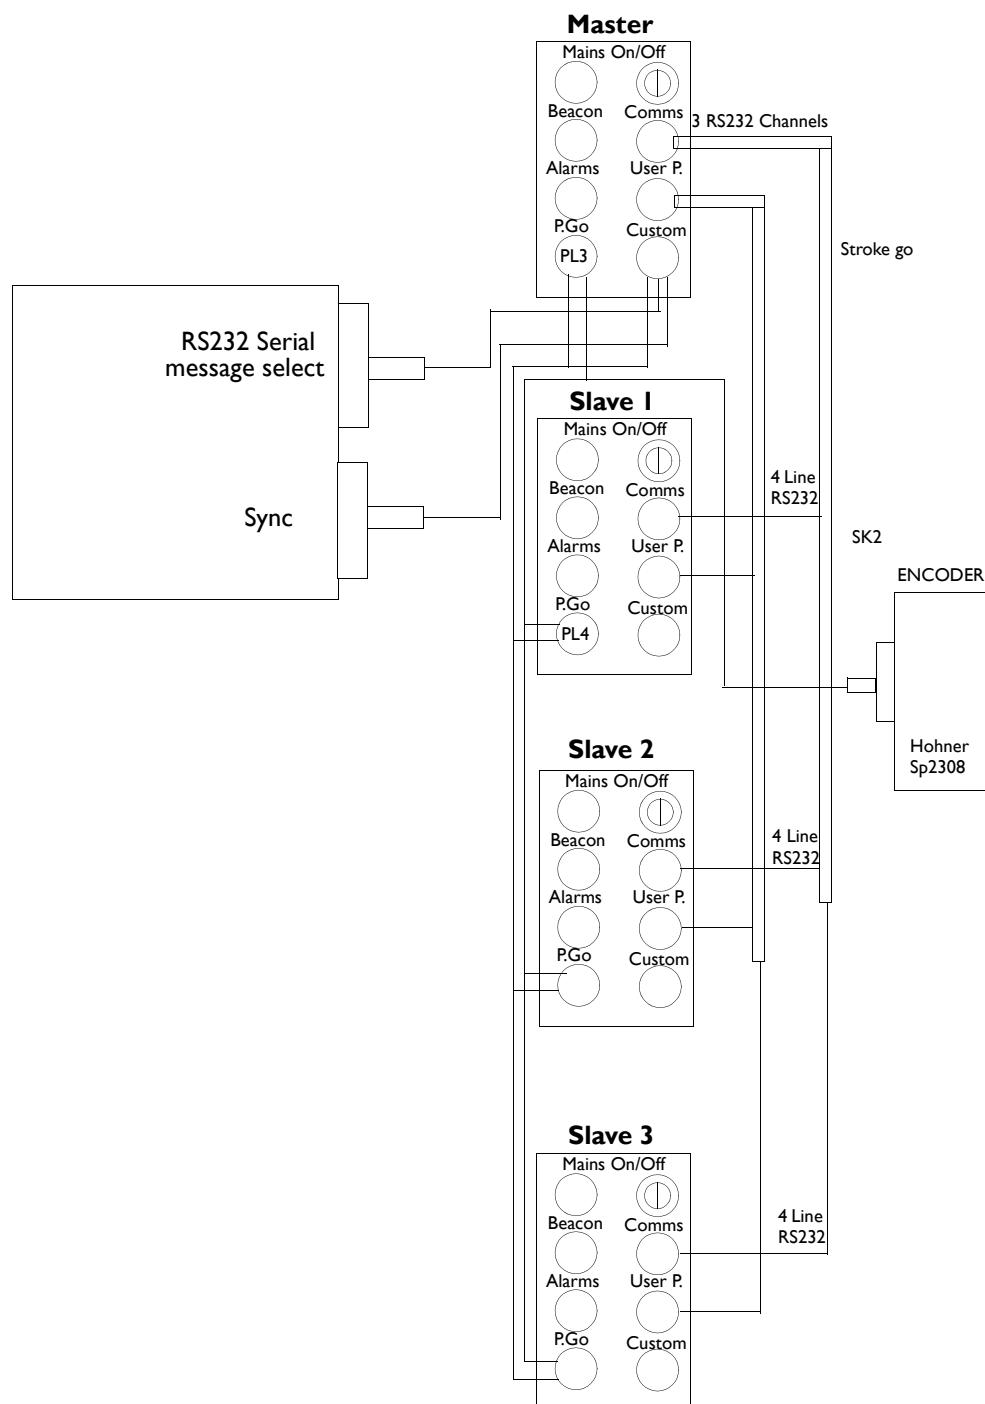 Master
Mains On/Off
Beacon
Comms
3 RS232 Channels
Alarms
User P.
P.Go
Custom
PL3
Stroke go
RS232 Serial
message select
Sync
Slave 1
Mains On/Off
Beacon
Comms
4 Line
RS232
Alarms
User P.
P.Go
Custom
PL4
SK2
ENCODER
Hohner
Sp2308
Slave 2
Mains On/Off
Beacon
Comms
4 Line
RS232
Alarms
User P.
P.Go
Custom
Slave 3
Mains On/Off
Beacon
Comms
4 Line
RS232
Alarms
User P.
P.Go
Custom